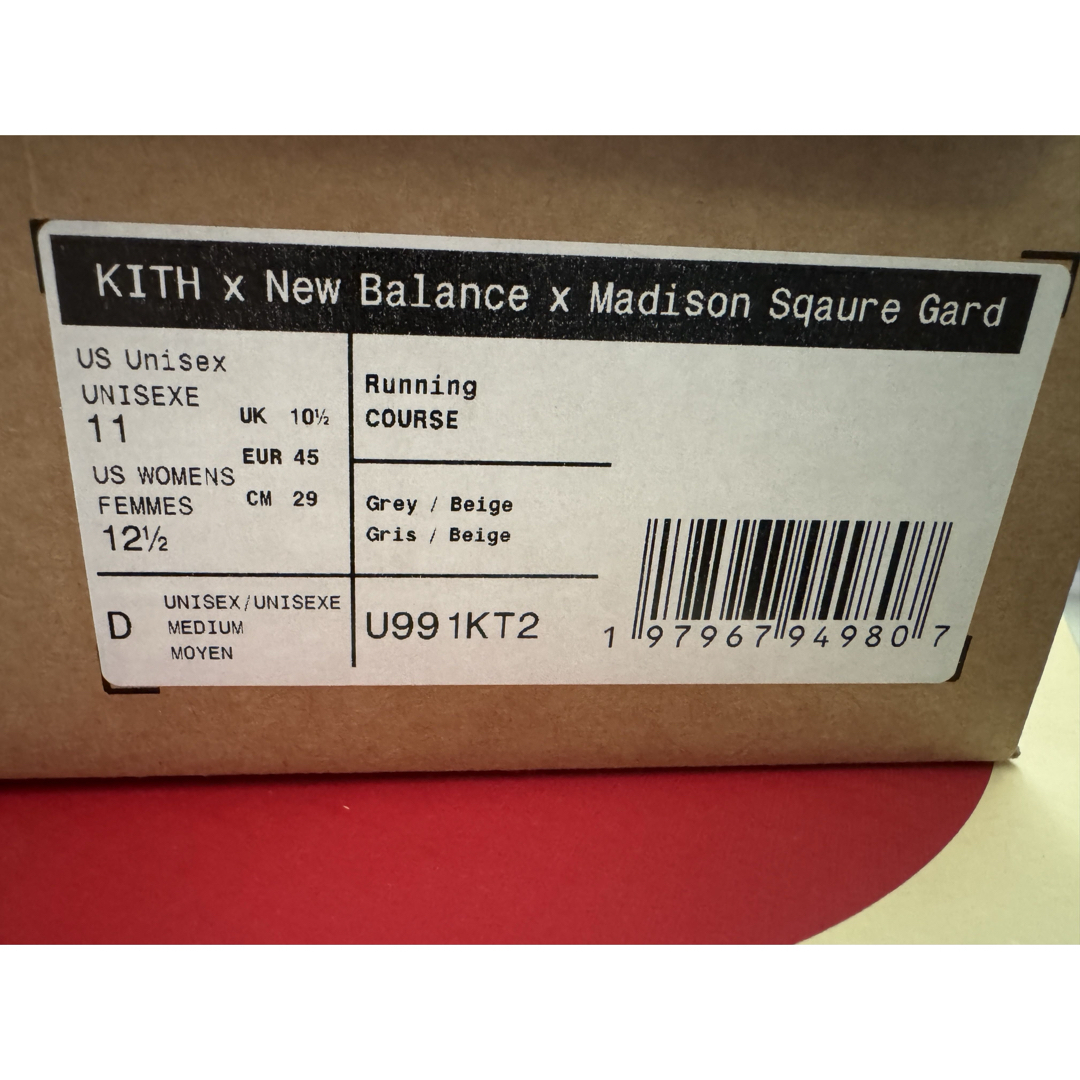 KITH x New Balance x Madison Sqaure Gard
US Unisex
UNISEXE
11
UK 10½
EUR 45
CM 29
US WOMENS
FEMMES
12½
Running
COURSE
Grey / Beige
Gris / Beige
D
UNISEX/UNISEXE
MEDIUM
MOYEN
U991KT2
1 97967 94980 7